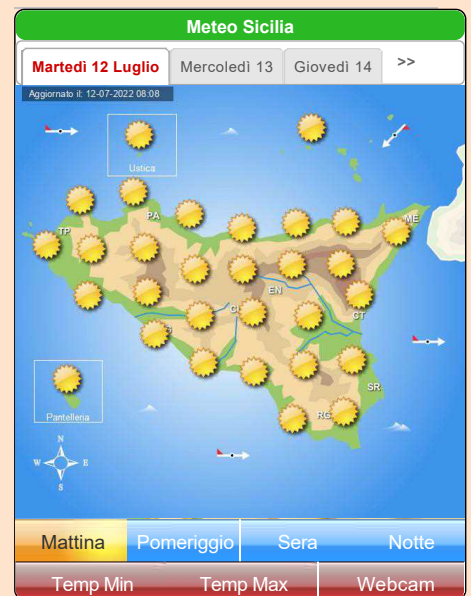 Meteo Sicilia
Martedì 12 Luglio Mercoledì 13 Giovedì 14 >>
Aggiornato il: 12-07-2022 08:08
Ustica
PA
ME
TP
EN
CT
SR
Pantelleria
RG
N
W E
S
Mattina Pomeriggio Sera Notte
Temp Min Temp Max Webcam